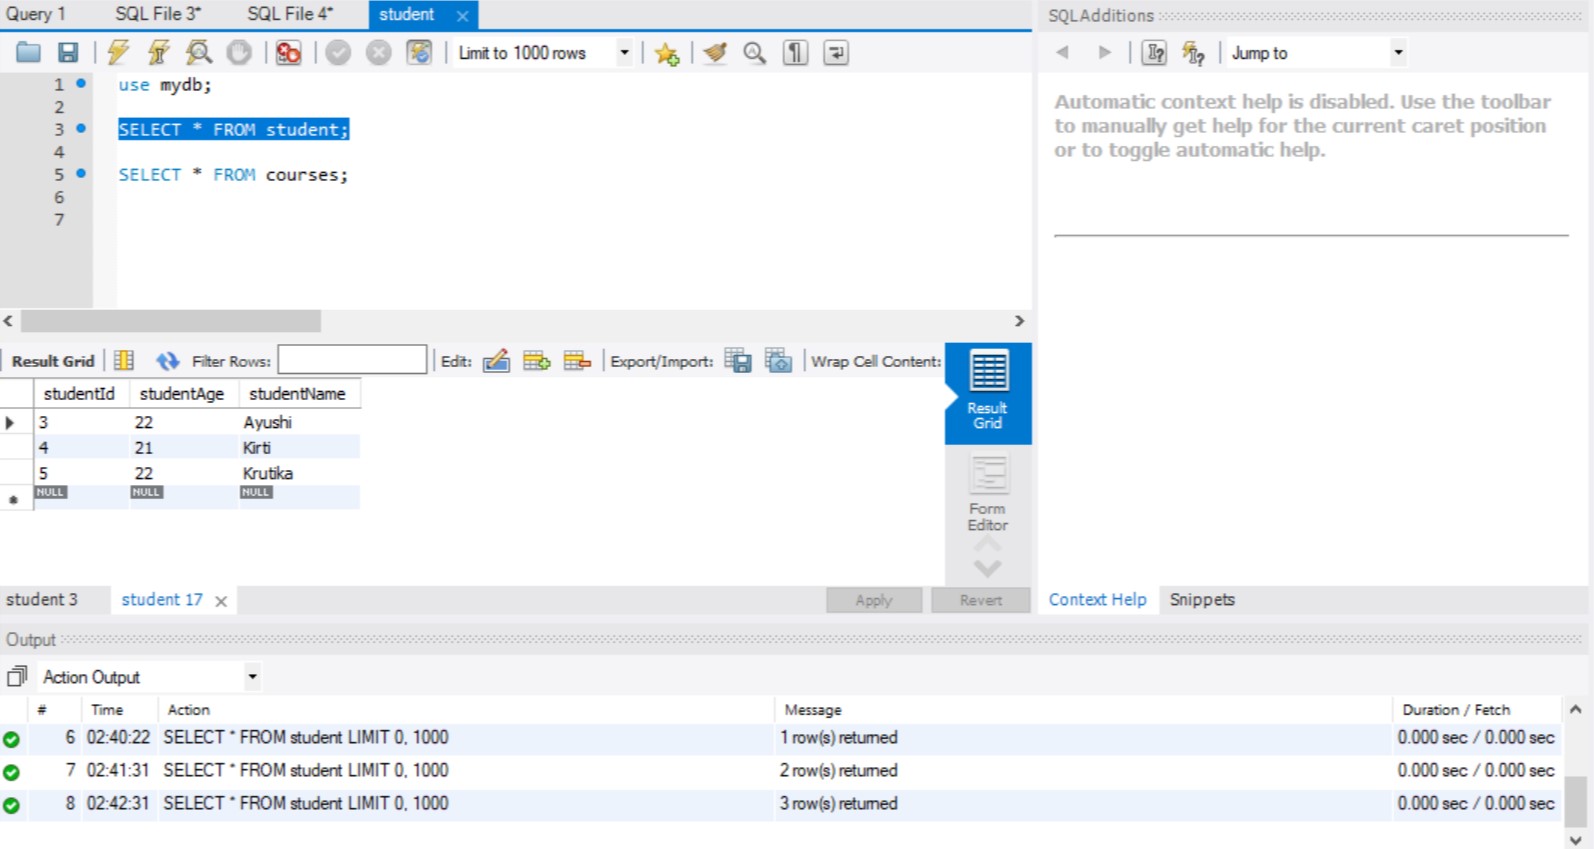 Query 1 SQL File 3* SQL File 4* student
SQLAdditions
Limit to 1000 rows
Jump to
1 use mydb;
2
3 SELECT * FROM student;
4
5 SELECT * FROM courses;
6
7
Automatic context help is disabled. Use the toolbar
to manually get help for the current caret position
or to toggle automatic help.
Result Grid Filter Rows: Edit: Export/Import: Wrap Cell Content:
studentId studentAge studentName
3 22 Ayushi
4 21 Kirti
5 22 Krutika
NULL NULL NULL
Result
Grid
Form
Editor
student 3 student 17 Apply Revert
Context Help Snippets
Output
Action Output
# Time Action Message Duration / Fetch
6 02:40:22 SELECT * FROM student LIMIT 0, 1000 1 row(s) returned 0.000 sec / 0.000 sec
7 02:41:31 SELECT * FROM student LIMIT 0, 1000 2 row(s) returned 0.000 sec / 0.000 sec
8 02:42:31 SELECT * FROM student LIMIT 0, 1000 3 row(s) returned 0.000 sec / 0.000 sec